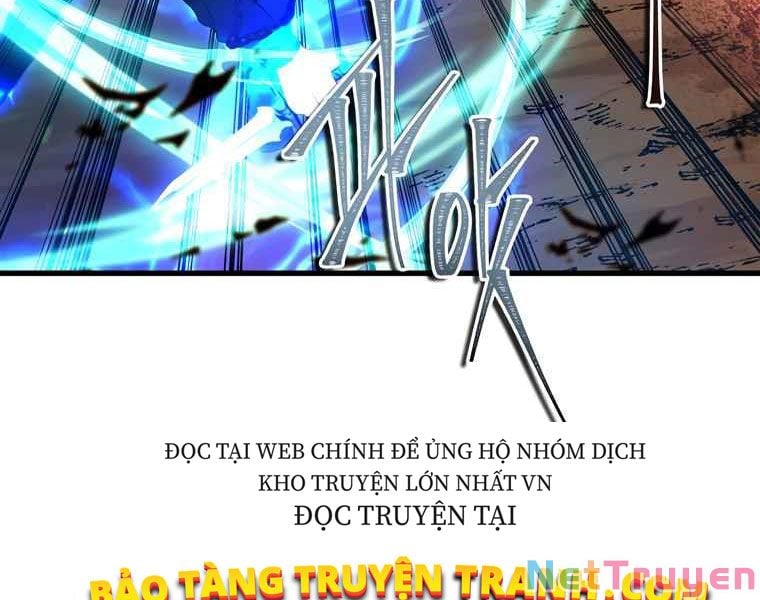 ĐỌC TẠI WEB CHÍNH ĐỂ ỦNG HỘ NHÓM DỊCH
KHO TRUYỆN LỚN NHẤT VN
ĐỌC TRUYỆN TẠI
NetTruyen
BẢO TÀNG TRUYỆN TRANH.COM